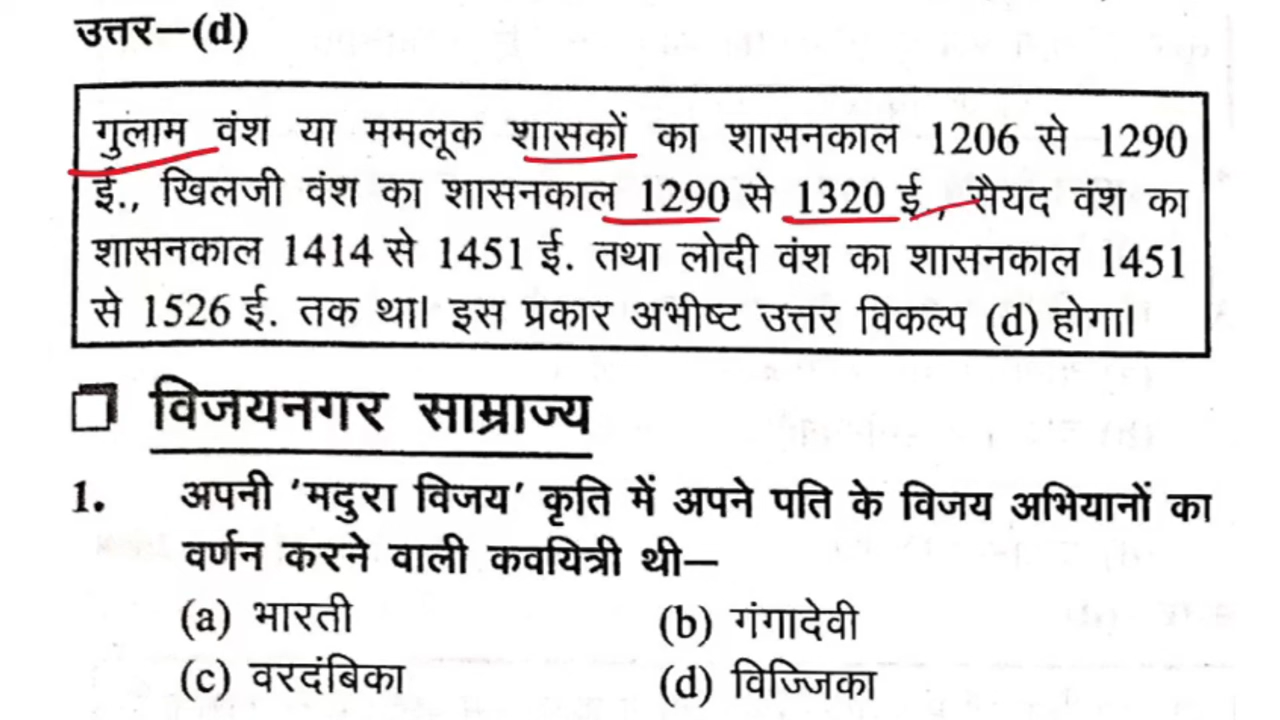 उत्तर–(d)
गुलाम वंश या ममलूक शासकों का शासनकाल 1206 से 1290
ई., खिलजी वंश का शासनकाल 1290 से 1320 ई., सैयद वंश का
शासनकाल 1414 से 1451 ई. तथा लोदी वंश का शासनकाल 1451
से 1526 ई. तक था। इस प्रकार अभीष्ट उत्तर विकल्प (d) होगा।
विजयनगर साम्राज्य
1. अपनी 'मदुरा विजय' कृति में अपने पति के विजय अभियानों का
वर्णन करने वाली कवयित्री थी–
(a) भारती (b) गंगादेवी
(c) वरदंबिका (d) विज्जिका